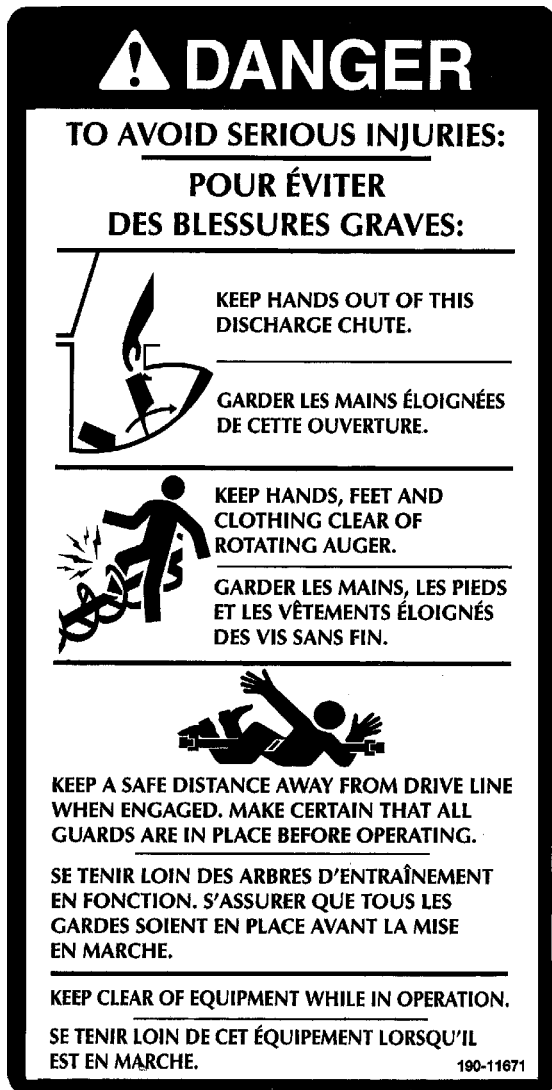 DANGER
TO AVOID SERIOUS INJURIES:
POUR ÉVITER
DES BLESSURES GRAVES:
KEEP HANDS OUT OF THIS
DISCHARGE CHUTE.
GARDER LES MAINS ÉLOIGNÉES
DE CETTE OUVERTURE.
KEEP HANDS, FEET AND
CLOTHING CLEAR OF
ROTATING AUGER.
GARDER LES MAINS, LES PIEDS
ET LES VÊTEMENTS ÉLOIGNÉS
DES VIS SANS FIN.
KEEP A SAFE DISTANCE AWAY FROM DRIVE LINE
WHEN ENGAGED. MAKE CERTAIN THAT ALL
GUARDS ARE IN PLACE BEFORE OPERATING.
SE TENIR LOIN DES ARBRES D'ENTRAÎNEMENT
EN FONCTION. S'ASSURER QUE TOUS LES
GARDES SOIENT EN PLACE AVANT LA MISE
EN MARCHE.
KEEP CLEAR OF EQUIPMENT WHILE IN OPERATION.
SE TENIR LOIN DE CET ÉQUIPEMENT LORSQU'IL
EST EN MARCHE.
190-11671